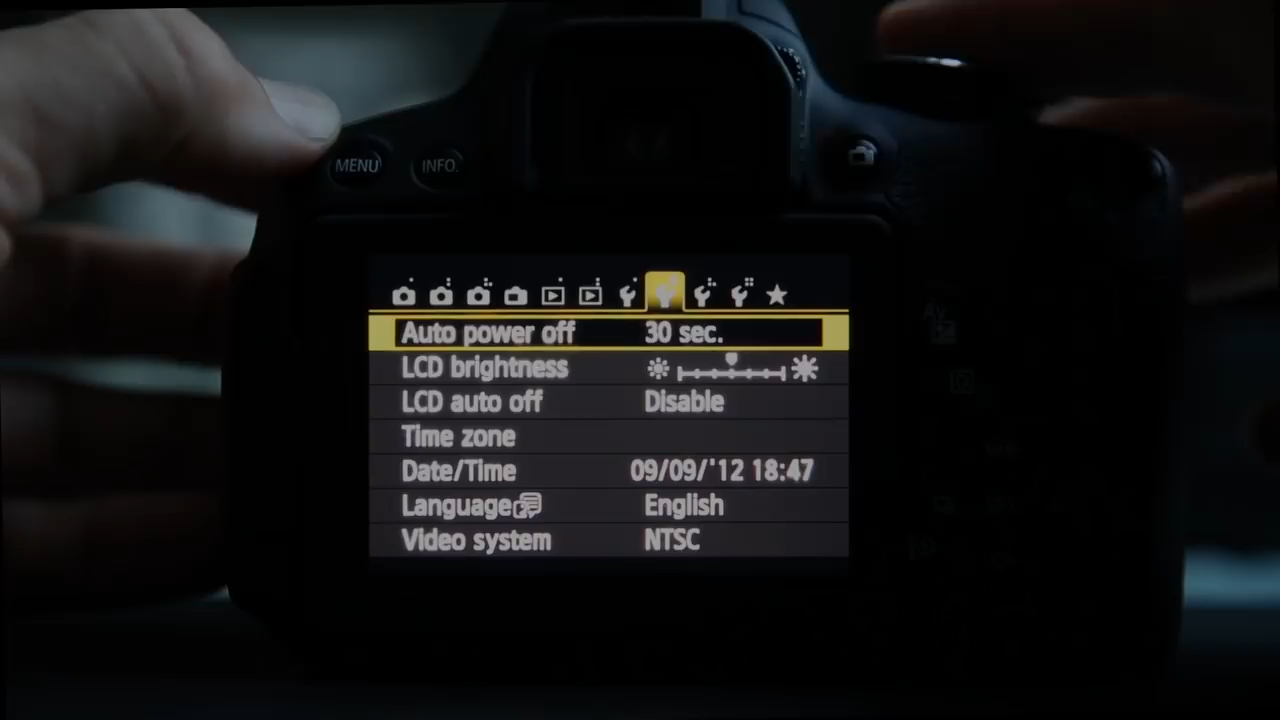 MENU INFO.
Auto power off 30 sec.
LCD brightness
LCD auto off Disable
Time zone
Date/Time 09/09/'12 18:47
Language English
Video system NTSC